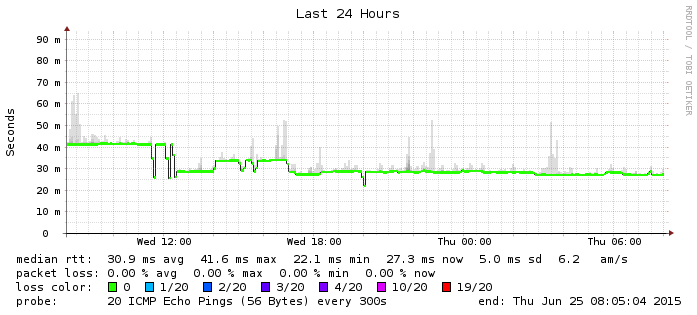 Last 24 Hours
RRDTOOL / TOBI OETIKER
Seconds
90 m
80 m
70 m
60 m
50 m
40 m
30 m
20 m
10 m
0
Wed 12:00 Wed 18:00 Thu 00:00 Thu 06:00
median rtt: 30.9 ms avg 41.6 ms max 22.1 ms min 27.3 ms now 5.0 ms sd 6.2 am/s
packet loss: 0.00 % avg 0.00 % max 0.00 % min 0.00 % now
loss color: 0 1/20 2/20 3/20 4/20 10/20 19/20
probe: 20 ICMP Echo Pings (56 Bytes) every 300s end: Thu Jun 25 08:05:04 2015